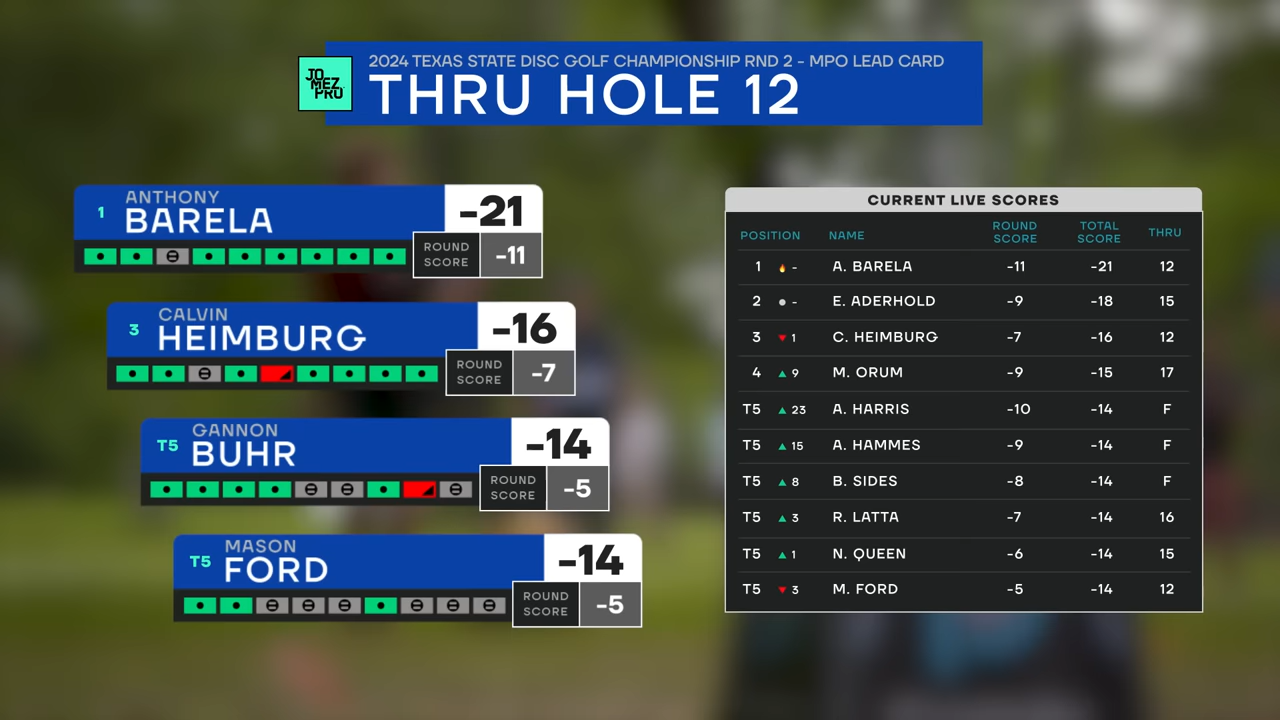 JO
MEZ
PRO
2024 TEXAS STATE DISC GOLF CHAMPIONSHIP RND 2 - MPO LEAD CARD
THRU HOLE 12
1 ANTHONY
BARELA
-21
ROUND
SCORE
-11
3 CALVIN
HEIMBURG
-16
ROUND
SCORE
-7
T5 GANNON
BUHR
-14
ROUND
SCORE
-5
T5 MASON
FORD
-14
ROUND
SCORE
-5
CURRENT LIVE SCORES
POSITION NAME ROUND SCORE TOTAL SCORE THRU
1 - A. BARELA -11 -21 12
2 - E. ADERHOLD -9 -18 15
3 1 C. HEIMBURG -7 -16 12
4 9 M. ORUM -9 -15 17
T5 23 A. HARRIS -10 -14 F
T5 15 A. HAMMES -9 -14 F
T5 8 B. SIDES -8 -14 F
T5 3 R. LATTA -7 -14 16
T5 1 N. QUEEN -6 -14 15
T5 3 M. FORD -5 -14 12